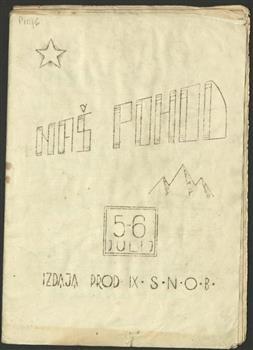 NAŠ POHOD
5-6
JULIJ
IZDAJA PROD IX. S. N. O. B.